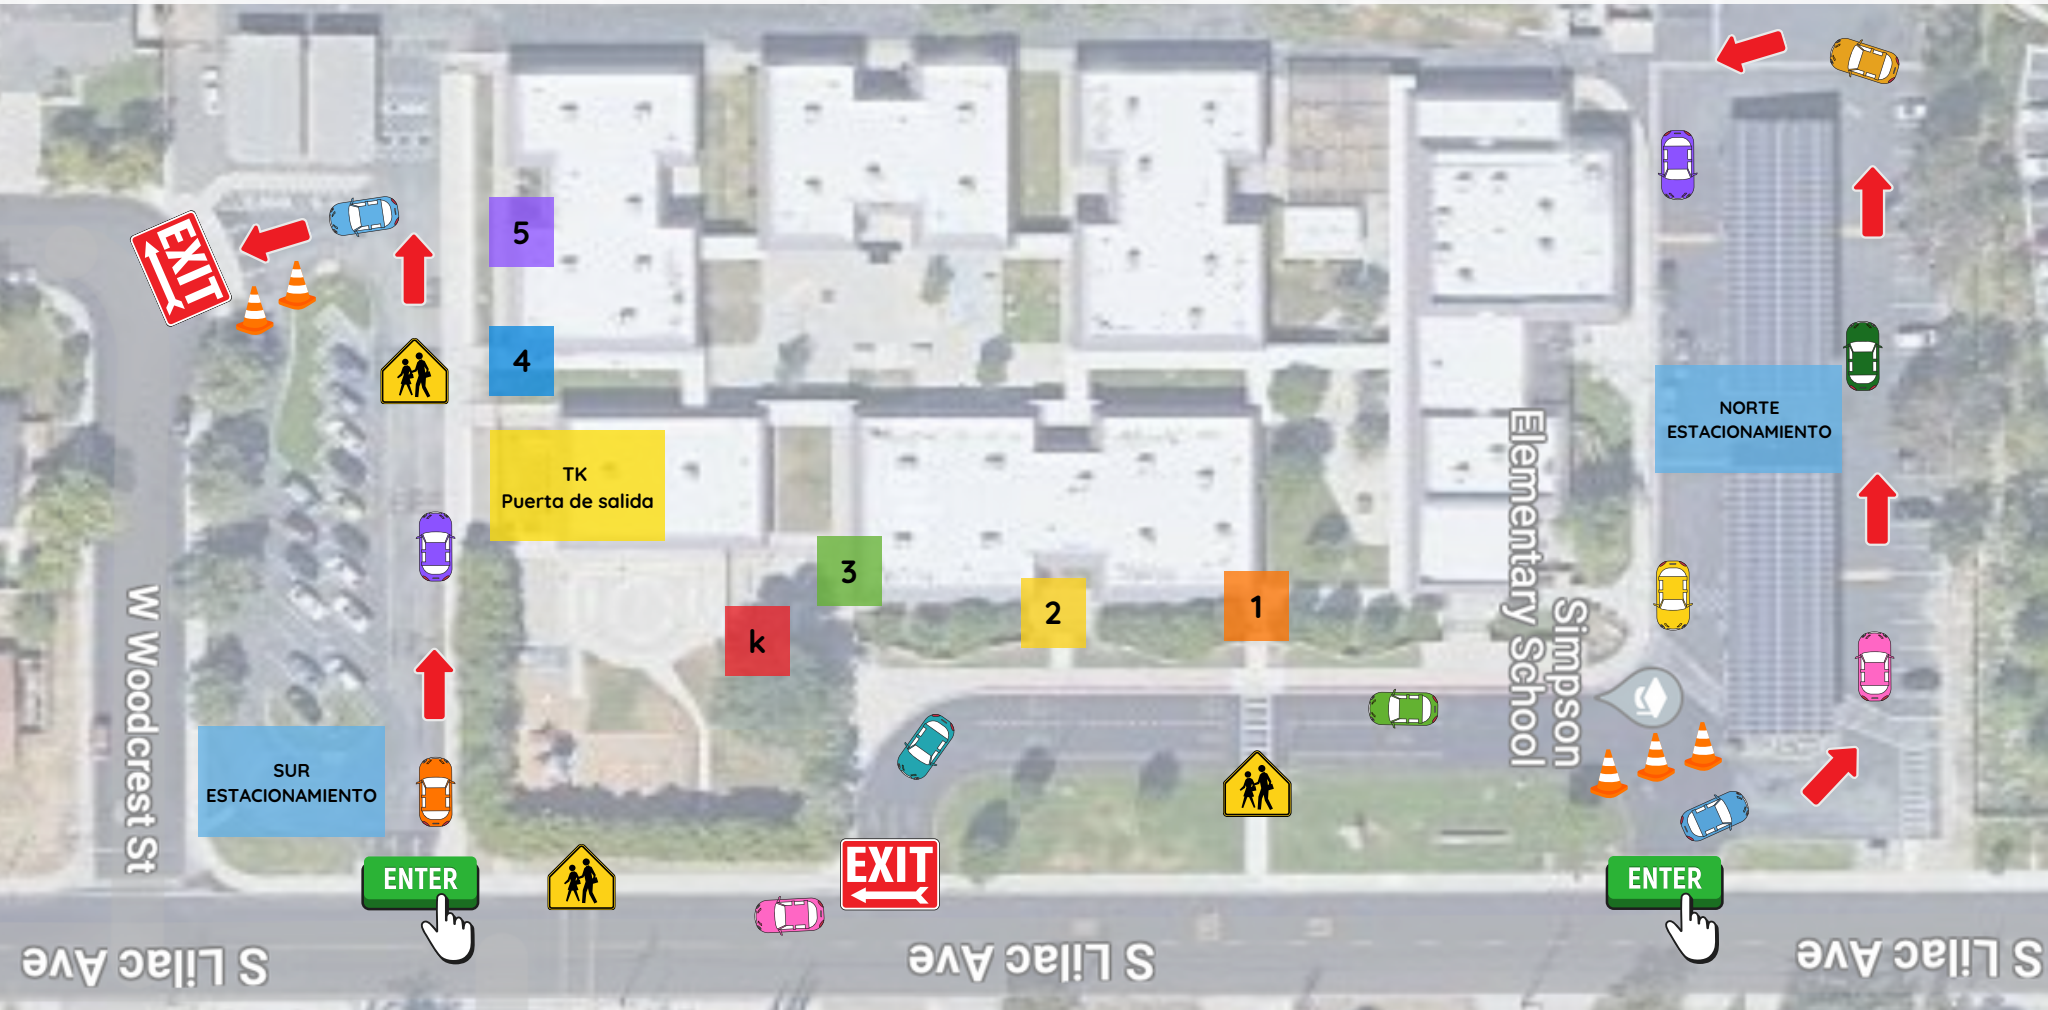 EXIT
5
4
TK
Puerta de salida
3
k
2
1
NORTE
ESTACIONAMIENTO
Simpson
Elementary School
W Woodcrest St
SUR
ESTACIONAMIENTO
ENTER
EXIT
ENTER
S Lilac Ave
S Lilac Ave
S Lilac Ave